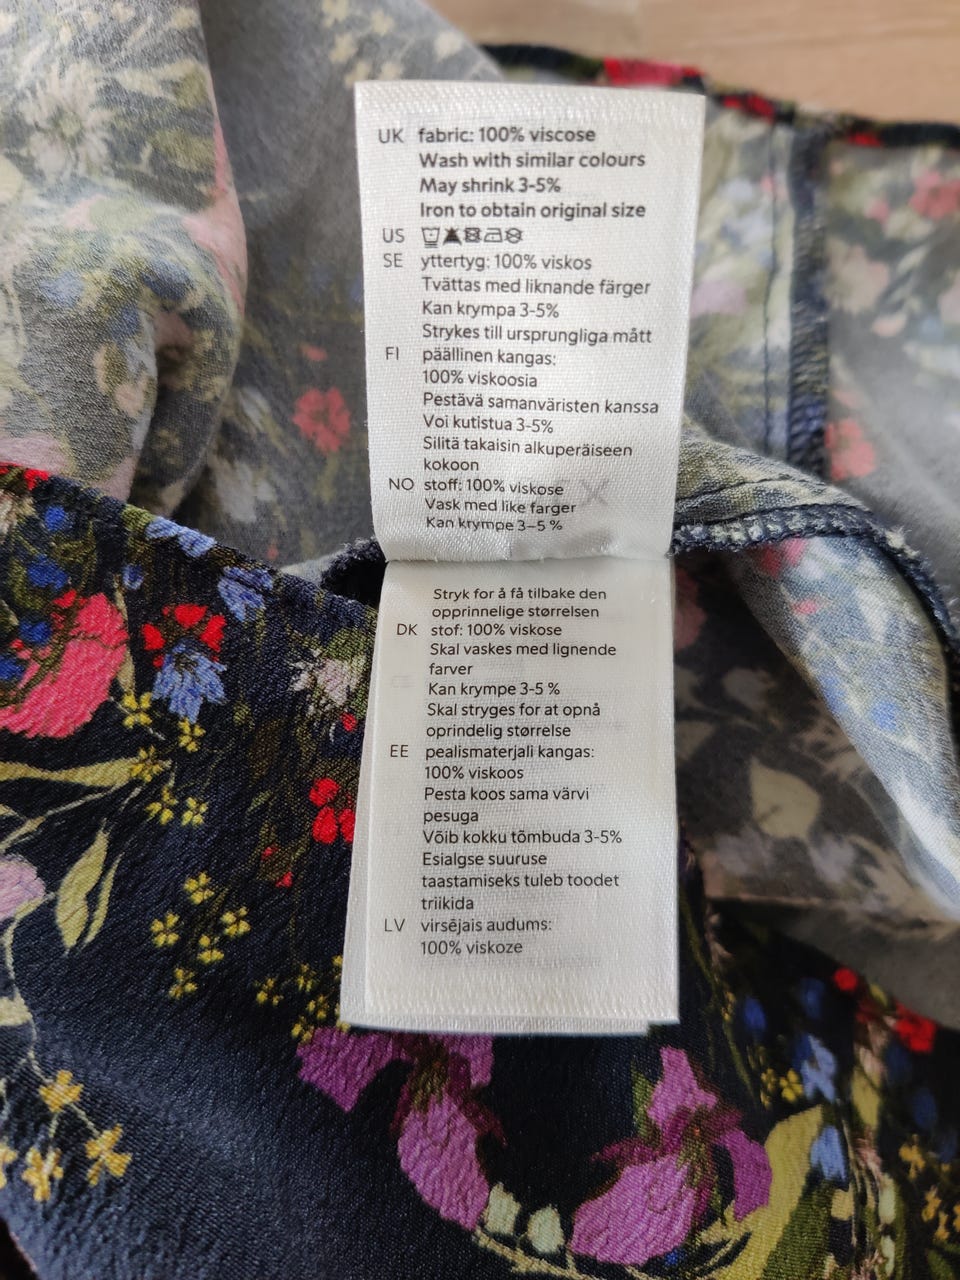 UK fabric: 100% viscose
Wash with similar colours
May shrink 3-5%
Iron to obtain original size
US
SE yttertyg: 100% viskos
Tvättas med liknande färger
Kan krympa 3-5%
Strykes till ursprungliga mått
FI päällinen kangas:
100% viskoosia
Pestävä samanväristen kanssa
Voi kutistua 3-5%
Silitä takaisin alkuperäiseen
kokoon
NO stoff: 100% viskose
Vask med like farger
Kan krympe 3-5 %
Stryk for å få tilbake den
opprinnelige størrelsen
DK stof: 100% viskose
Skal vaskes med lignende
farver
Kan krympe 3-5 %
Skal stryges for at opnå
oprindelig størrelse
EE pealismaterjali kangas:
100% viskoos
Pesta koos sama värvi
pesuga
Võib kokku tõmbuda 3-5%
Esialgse suuruse
taastamiseks tuleb toodet
triikida
LV virsējais audums:
100% viskoze